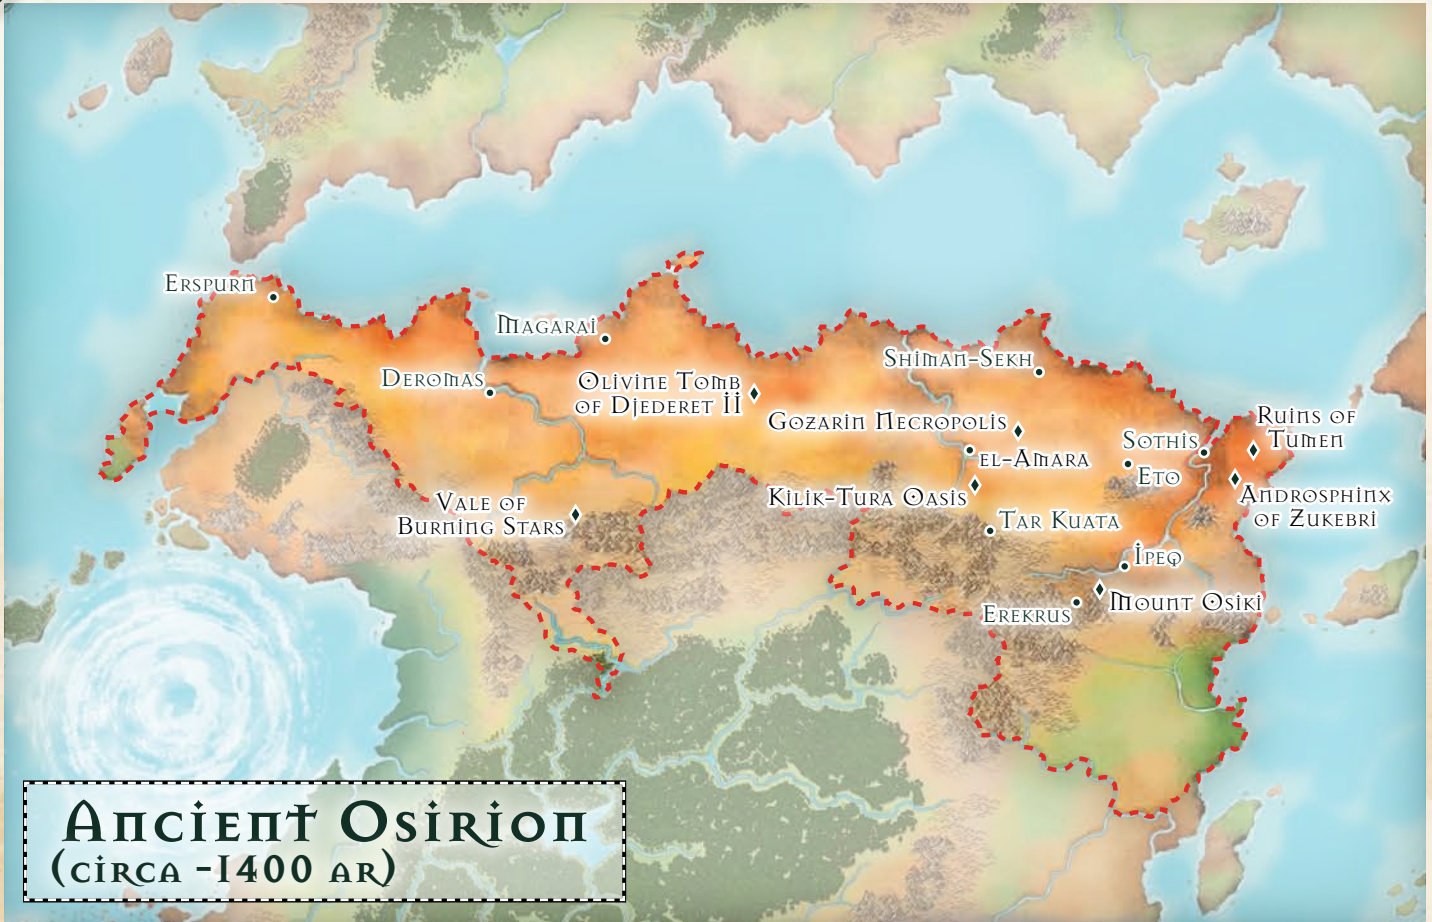 Erspurn
Magarai
Shiman-Sekh
Deromas
Olivine Tomb
of Djederet II
Gozarin Necropolis
Ruins of
Tumen
Sothis
el-Amara
Eto
Kilik-Tura Oasis
Androsphinx
of Zukebri
Vale of
Burning Stars
Tar Kuata
Ipeq
Mount Osiki
Erekrus
Ancient Osirion
(circa -1400 ar)